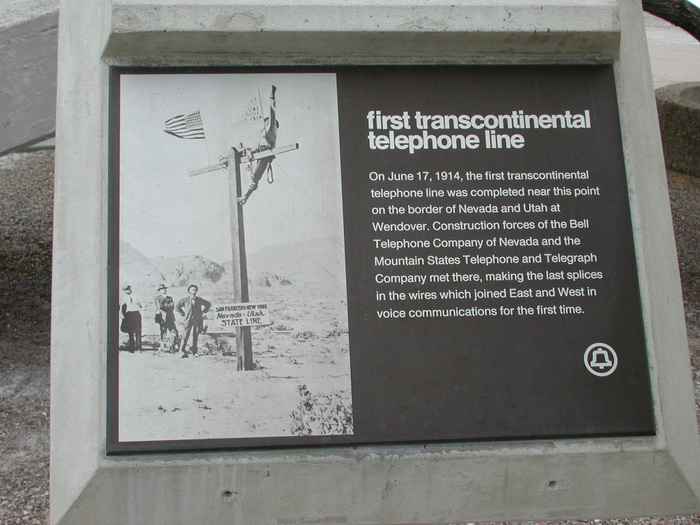 first transcontinental
telephone line
On June 17, 1914, the first transcontinental
telephone line was completed near this point
on the border of Nevada and Utah at
Wendover. Construction forces of the Bell
Telephone Company of Nevada and the
Mountain States Telephone and Telegraph
Company met there, making the last splices
in the wires which joined East and West in
voice communications for the first time.
SAN FRANCISCO-NEW YORK
Nevada-Utah
STATE LINE